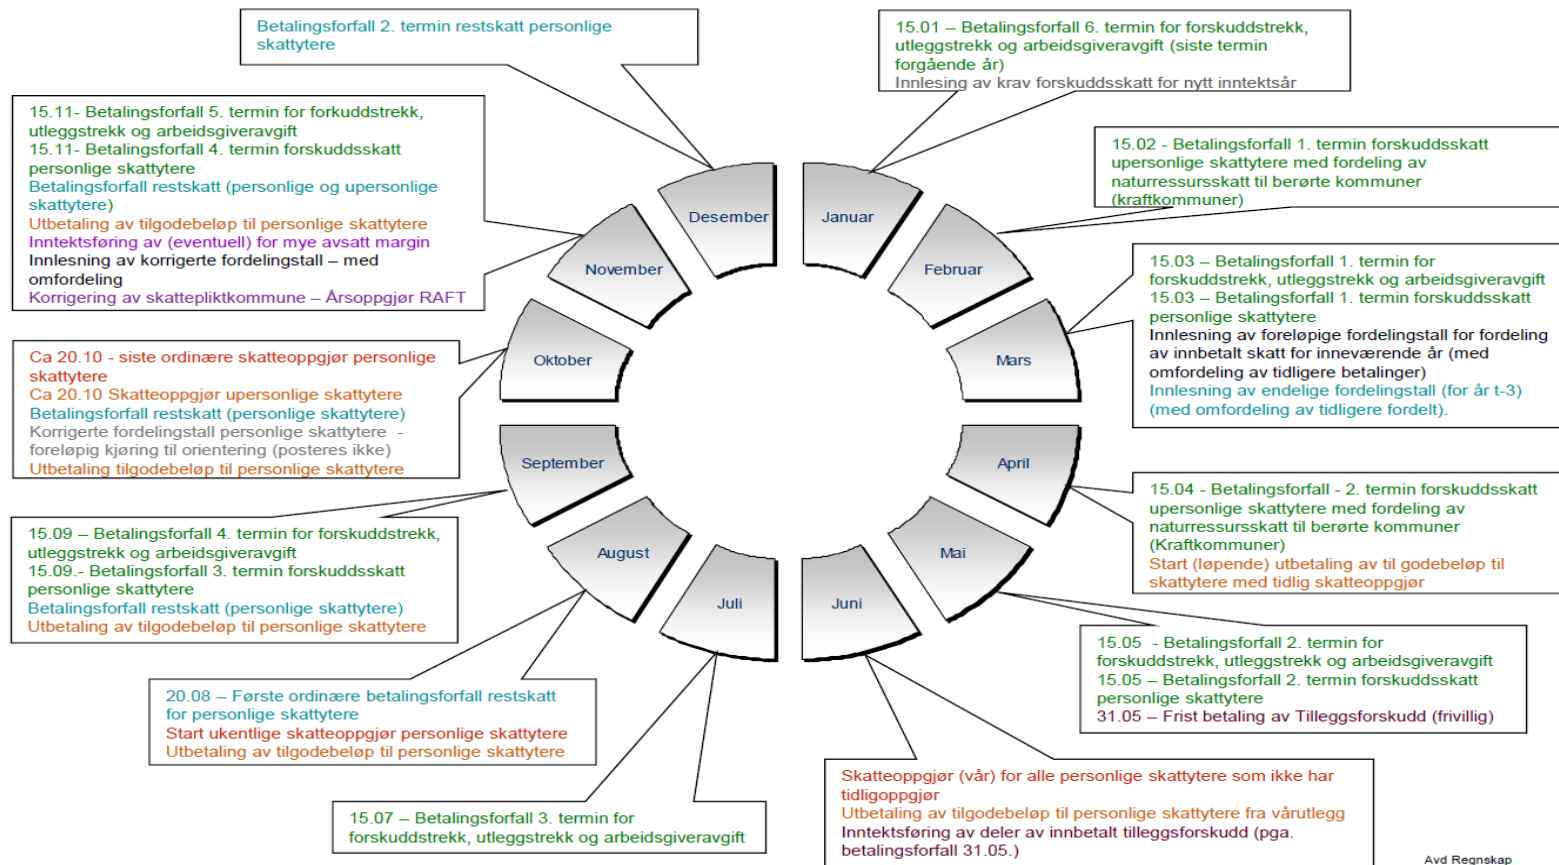 Betalingsforfall 2. termin restskatt personlige
skattytere
15.01 – Betalingsforfall 6. termin for forskuddstrekk,
utleggstrekk og arbeidsgiveravgift (siste termin
forgående år)
Innlesing av krav forskuddsskatt for nytt inntektsår
15.11- Betalingsforfall 5. termin for forkuddstrekk,
utleggstrekk og arbeidsgiveravgift
15.11- Betalingsforfall 4. termin forskuddsskatt
personlige skattytere
Betalingsforfall restskatt (personlige og upersonlige
skattytere)
Utbetaling av tilgodebeløp til personlige skattytere
Inntektsføring av (eventuell) for mye avsatt margin
Innlesning av korrigerte fordelingstall – med
omfordeling
Korrigering av skattepliktkommune – Årsoppgjør RAFT
15.02 - Betalingsforfall 1. termin forskuddsskatt
upersonlige skattytere med fordeling av
naturressursskatt til berørte kommuner
(kraftkommuner)
Desember
Januar
November
Februar
15.03 – Betalingsforfall 1. termin for
forskuddstrekk, utleggstrekk og arbeidsgiveravgift
15.03 – Betalingsforfall 1. termin forskuddsskatt
personlige skattytere
Innlesning av foreløpige fordelingstall for fordeling
av innbetalt skatt for inneværende år (med
omfordeling av tidligere betalinger)
Innlesning av endelige fordelingstall (for år t-3)
(med omfordeling av tidligere fordelt).
Ca 20.10 - siste ordinære skatteoppgjør personlige
skattytere
Ca 20.10 Skatteoppgjør upersonlige skattytere
Betalingsforfall restskatt (personlige skattytere)
Korrigerte fordelingstall personlige skattytere -
foreløpig kjøring til orientering (posteres ikke)
Utbetaling tilgodebeløp til personlige skattytere
Oktober
Mars
September
April
15.04 - Betalingsforfall - 2. termin forskuddsskatt
upersonlige skattytere med fordeling av
naturressursskatt til berørte kommuner
(Kraftkommuner)
Start (løpende) utbetaling av til godebeløp til
skattytere med tidlig skatteoppgjør
15.09 – Betalingsforfall 4. termin for forskuddstrekk,
utleggstrekk og arbeidsgiveravgift
15.09.- Betalingsforfall 3. termin forskuddsskatt
personlige skattytere
Betalingsforfall restskatt (personlige skattytere)
Utbetaling av tilgodebeløp til personlige skattytere
August
Mai
Juli
Juni
15.05 - Betalingsforfall 2. termin for
forskuddstrekk, utleggstrekk og arbeidsgiveravgift
15.05 – Betalingsforfall 2. termin forskuddsskatt
personlige skattytere
31.05 – Frist betaling av Tilleggsforskudd (frivillig)
20.08 – Første ordinære betalingsforfall restskatt
for personlige skattytere
Start ukentlige skatteoppgjør personlige skattytere
Utbetaling av tilgodebeløp til personlige skattytere
15.07 – Betalingsforfall 3. termin for
forskuddstrekk, utleggstrekk og arbeidsgiveravgift
Skatteoppgjør (vår) for alle personlige skattytere som ikke har
tidligoppgjør
Utbetaling av tilgodebeløp til personlige skattytere fra vårutlegg
Inntektsføring av deler av innbetalt tilleggsforskudd (pga.
betalingsforfall 31.05.)
Avd Regnskap